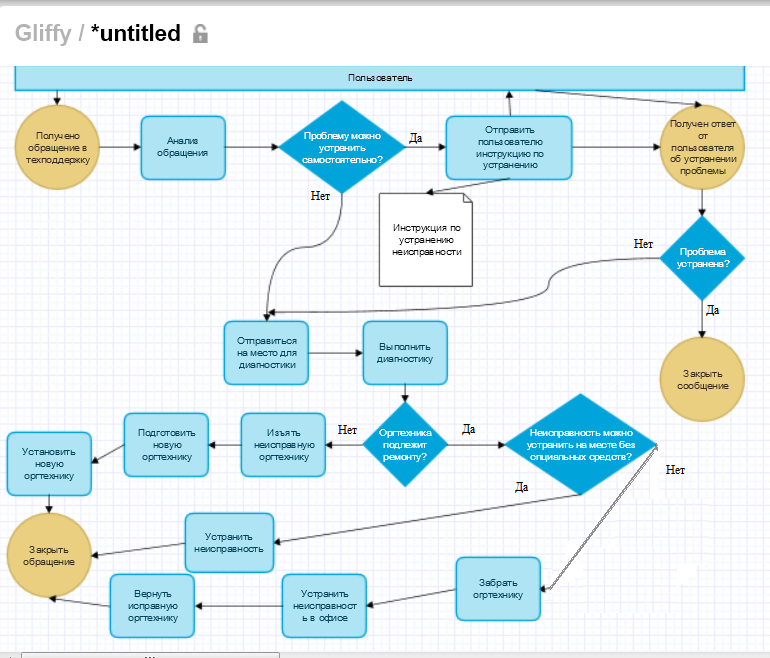 Gliffy / *untitled
Пользователь
Получено
обращение в
техподдержку
Анализ
обращения
Проблему можно
устранить
самостоятельно?
Да
Отправить
пользователю
инструкцию по
устранению
Получен ответ
от
пользователя
об устранении
проблемы
Нет
Инструкция по
устранению
неисправности
Нет
Проблема
устранена?
Да
Отправиться
на место для
диагностики
Выполнить
диагностику
Закрыть
сообщение
Установить
новую
оргтехнику
Подготовить
новую
оргтехнику
Изъять
неисправную
оргтехнику
Нет
Оргтехника
подлежит
ремонту?
Да
Неисправность можно
устранить на месте без
спциальных средств?
Нет
Да
Закрыть
обращение
Устранить
неисправность
Вернуть
исправную
оргтехнику
Устранить
неисправност
ь в офисе
Забрать
огртехнику